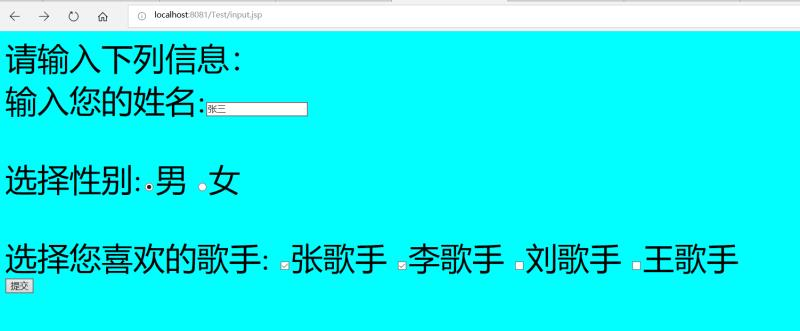 localhost:8081/Test/input.jsp
请输入下列信息：
输入您的姓名:张三
选择性别:男 女
选择您喜欢的歌手: 张歌手 李歌手 刘歌手 王歌手
提交